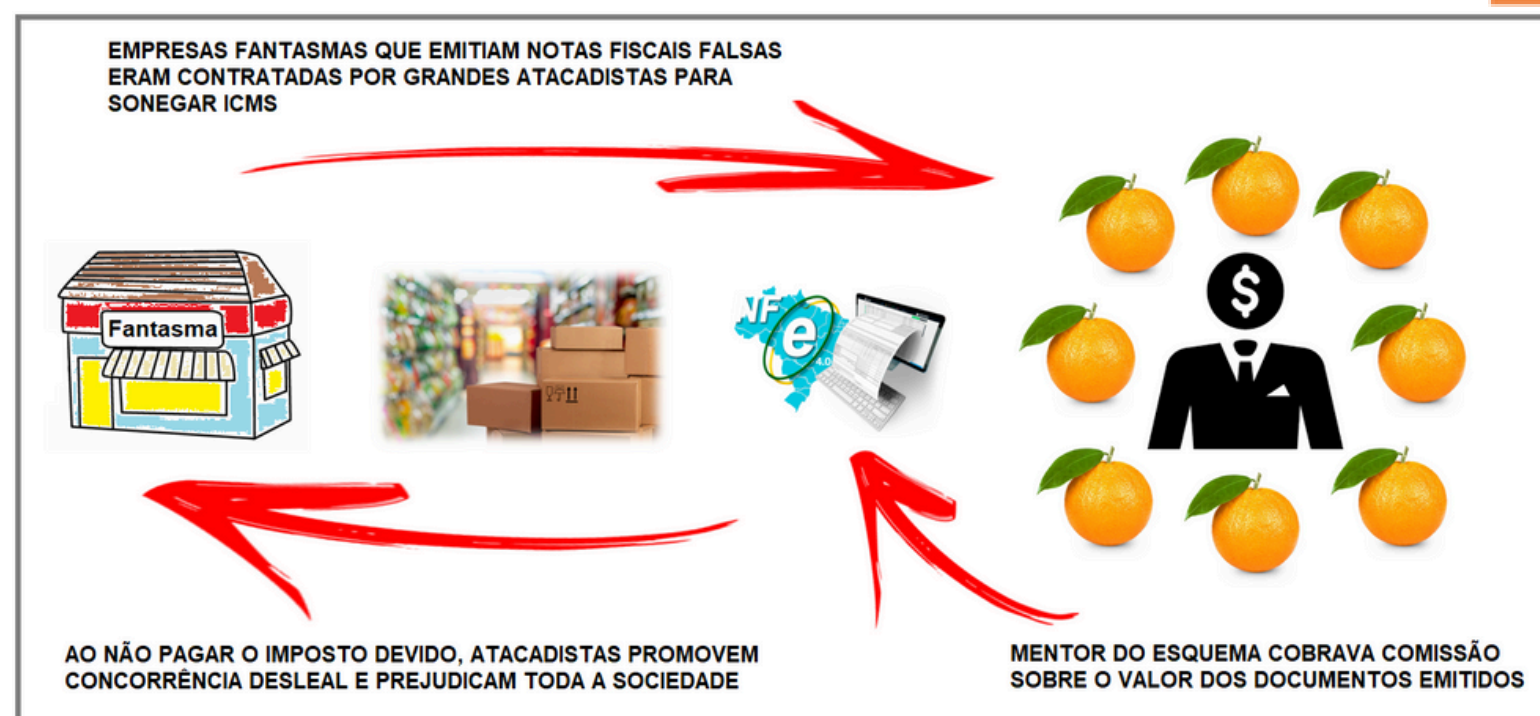 EMPRESAS FANTASMAS QUE EMITIAM NOTAS FISCAIS FALSAS
ERAM CONTRATADAS POR GRANDES ATACADISTAS PARA
SONEGAR ICMS
Fantasma
NF
e
4.0
$
AO NÃO PAGAR O IMPOSTO DEVIDO, ATACADISTAS PROMOVEM
CONCORRÊNCIA DESLEAL E PREJUDICAM TODA A SOCIEDADE
MENTOR DO ESQUEMA COBRAVA COMISSÃO
SOBRE O VALOR DOS DOCUMENTOS EMITIDOS